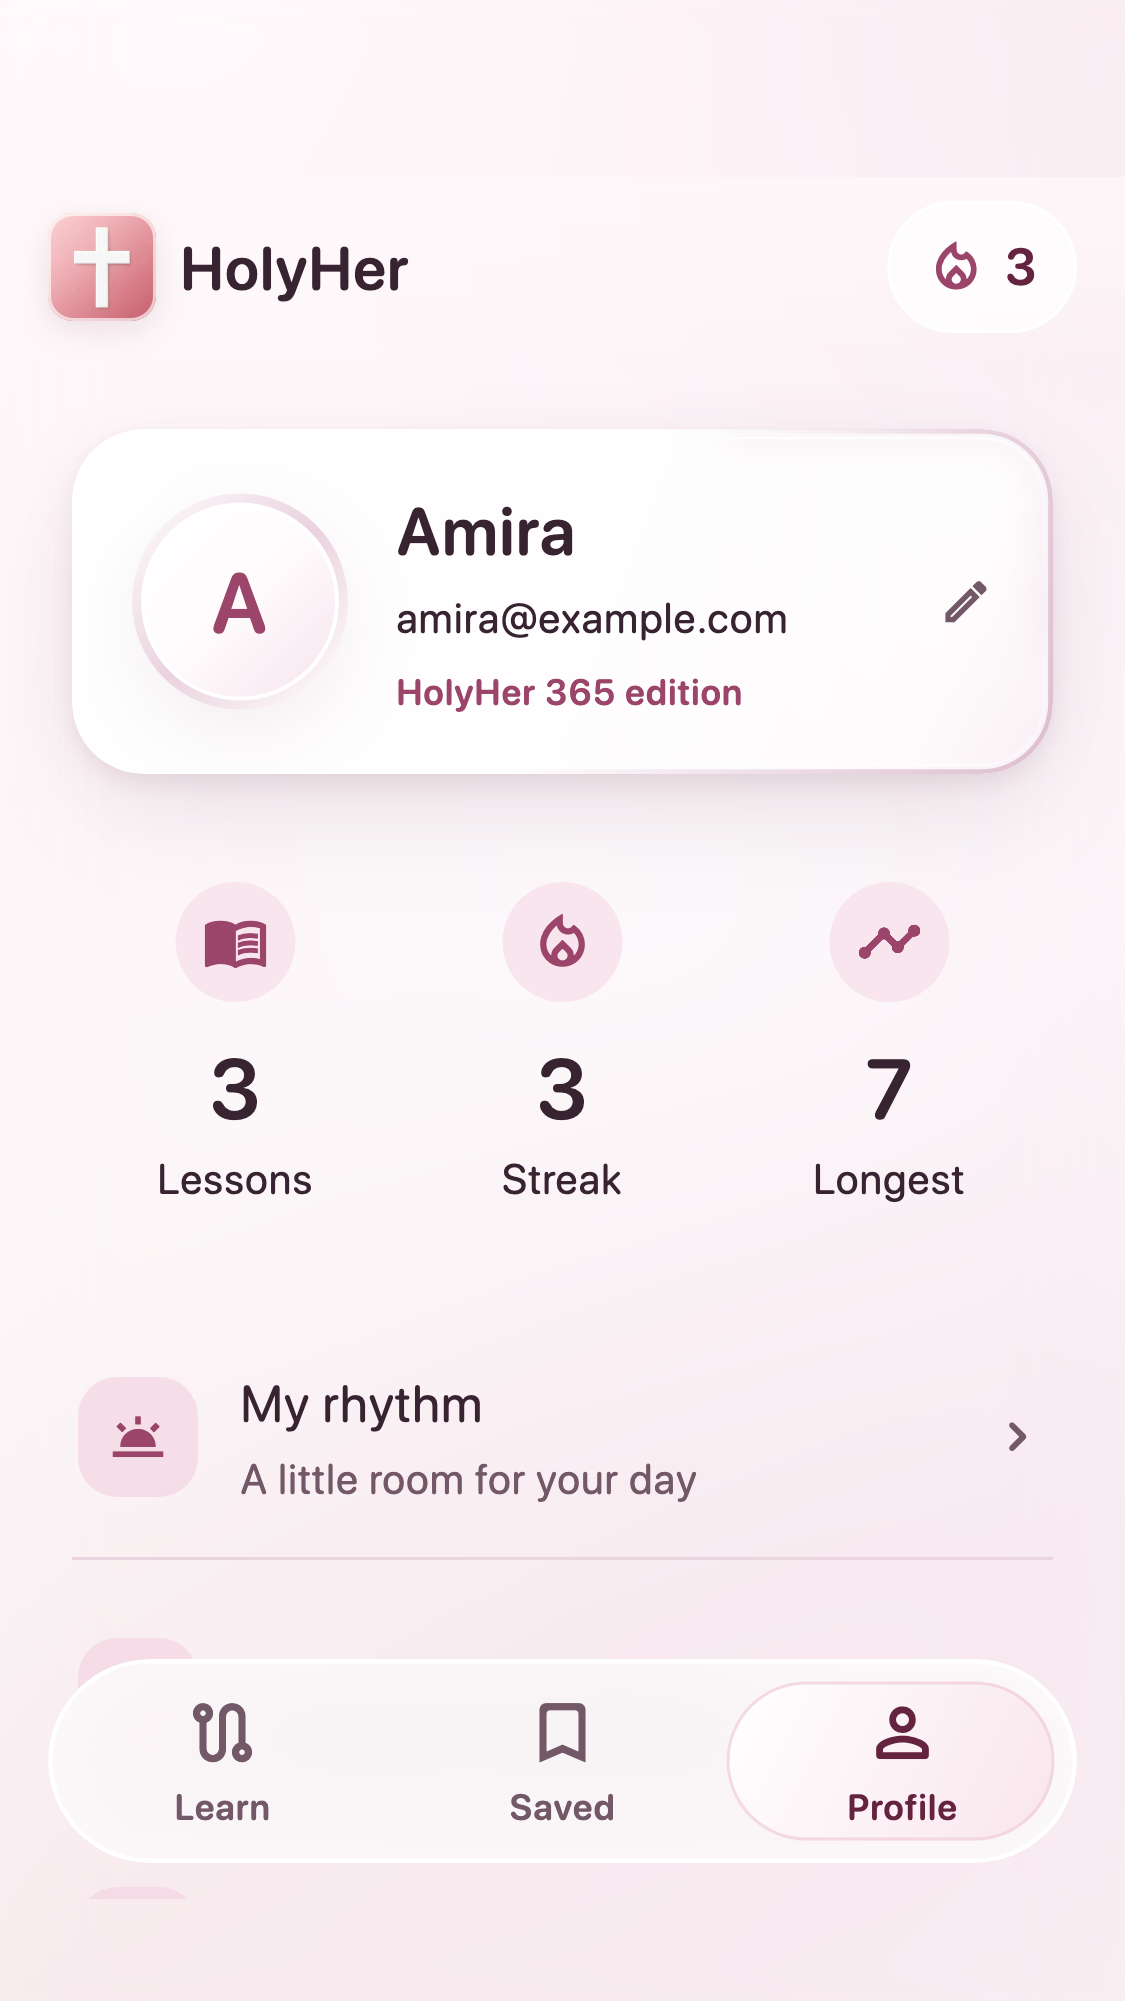 HolyHer
3
A
Amira
amira@example.com
HolyHer 365 edition
3
Lessons
3
Streak
7
Longest
My rhythm
A little room for your day
Learn
Saved
Profile